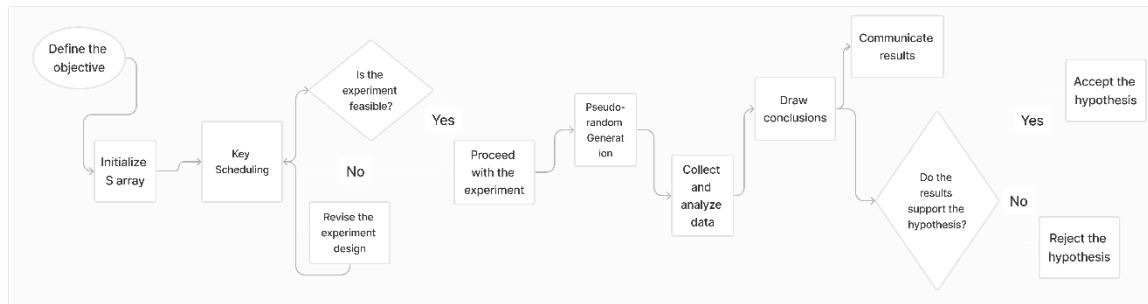 Define the
objective
Initialize
S array
Key
Scheduling
Is the
experiment
feasible?
Yes
No
Revise the
experiment
design
Proceed
with the
experiment
Pseudo-
random
Generat
ion
Collect
and
analyze
data
Draw
conclusions
Communicate
results
Do the
results
support the
hypothesis?
Yes
Accept the
hypothesis
No
Reject the
hypothesis